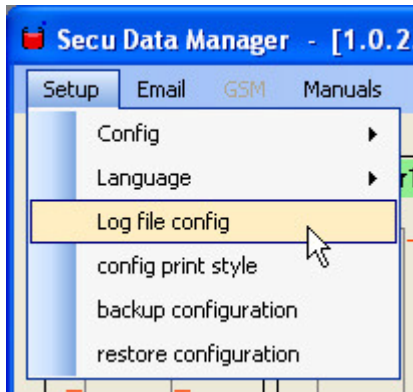 Secu Data Manager - [1.0.2
Setup Email GSM Manuals
Config
Language
Log file config
config print style
backup configuration
restore configuration